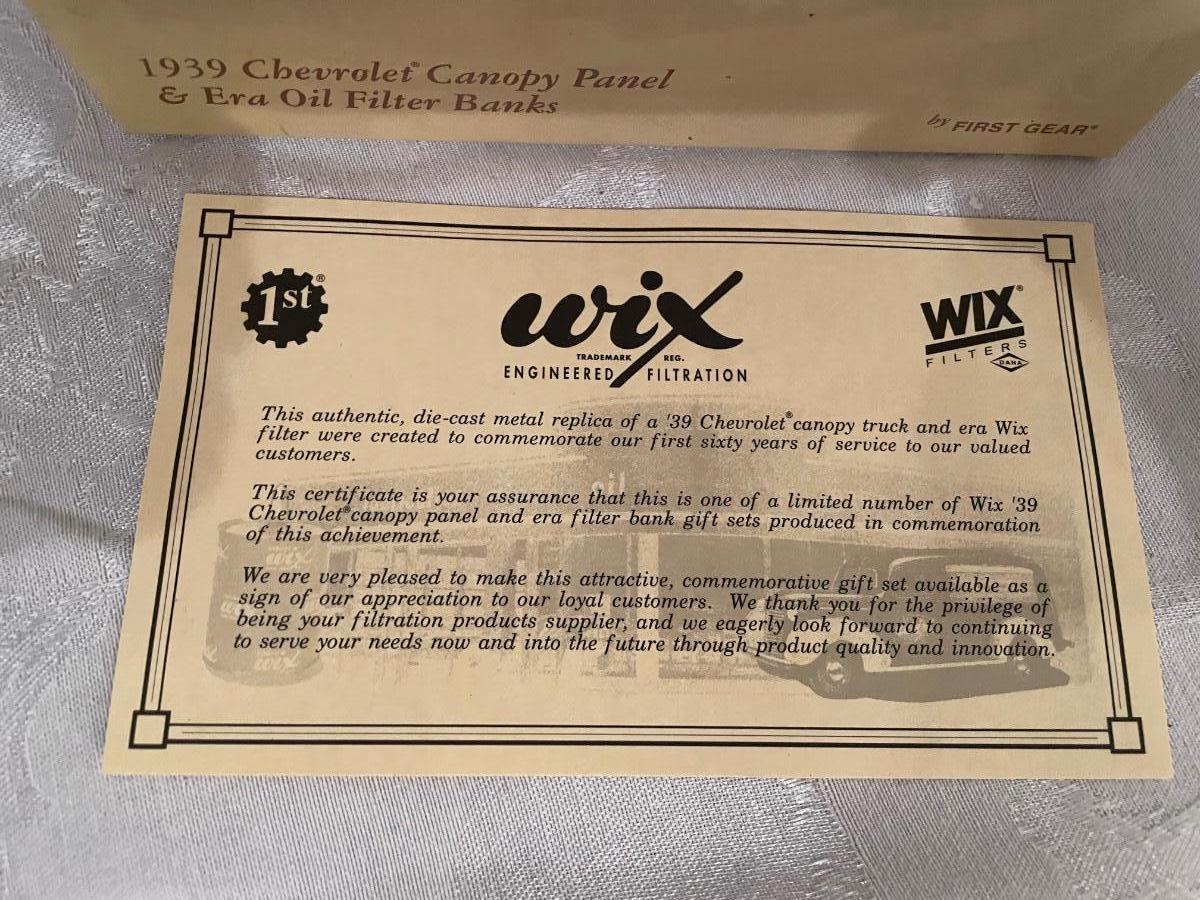 1939 Chevrolet® Canopy Panel
& Era Oil Filter Banks
by FIRST GEAR®
1st®
wix
TRADEMARK REG.
ENGINEERED FILTRATION
WIX®
FILTERS
DANA
This authentic, die-cast metal replica of a '39 Chevrolet® canopy truck and era Wix
filter were created to commemorate our first sixty years of service to our valued
customers.
This certificate is your assurance that this is one of a limited number of Wix '39
Chevrolet® canopy panel and era filter bank gift sets produced in commemoration
of this achievement.
We are very pleased to make this attractive, commemorative gift set available as a
sign of our appreciation to our loyal customers. We thank you for the privilege of
being your filtration products supplier, and we eagerly look forward to continuing
to serve your needs now and into the future through product quality and innovation.
oil
wix
wix